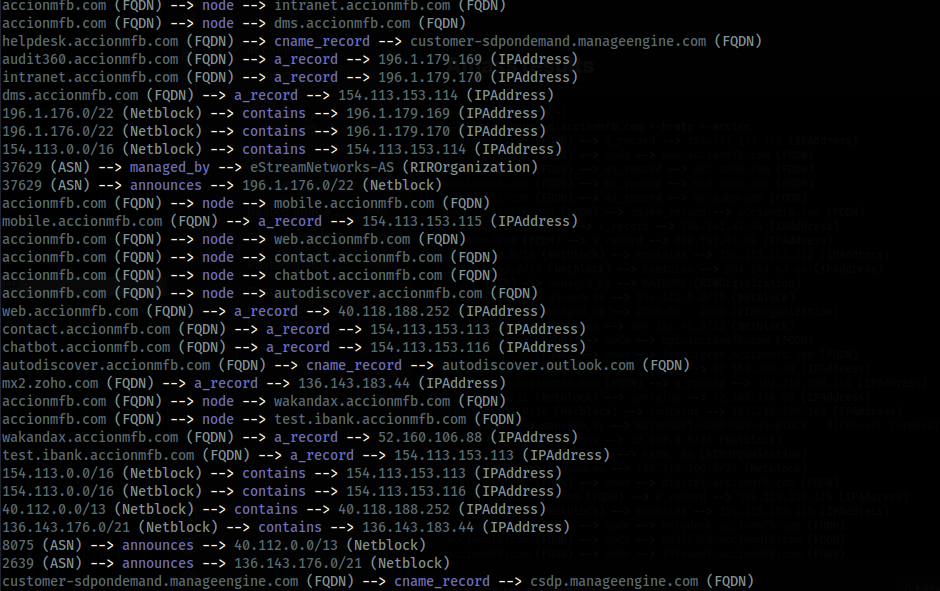 accionmfb.com (FQDN) --> node --> intranet.accionmfb.com (FQDN)
accionmfb.com (FQDN) --> node --> dms.accionmfb.com (FQDN)
helpdesk.accionmfb.com (FQDN) --> cname_record --> customer-sdpondemand.manageengine.com (FQDN)
audit360.accionmfb.com (FQDN) --> a_record --> 196.1.179.169 (IPAddress)
intranet.accionmfb.com (FQDN) --> a_record --> 196.1.179.170 (IPAddress)
dms.accionmfb.com (FQDN) --> a_record --> 154.113.153.114 (IPAddress)
196.1.176.0/22 (Netblock) --> contains --> 196.1.179.169 (IPAddress)
196.1.176.0/22 (Netblock) --> contains --> 196.1.179.170 (IPAddress)
154.113.0.0/16 (Netblock) --> contains --> 154.113.153.114 (IPAddress)
37629 (ASN) --> managed_by --> eStreamNetworks-AS (RIROrganization)
37629 (ASN) --> announces --> 196.1.176.0/22 (Netblock)
accionmfb.com (FQDN) --> node --> mobile.accionmfb.com (FQDN)
mobile.accionmfb.com (FQDN) --> a_record --> 154.113.153.115 (IPAddress)
accionmfb.com (FQDN) --> node --> web.accionmfb.com (FQDN)
accionmfb.com (FQDN) --> node --> contact.accionmfb.com (FQDN)
accionmfb.com (FQDN) --> node --> chatbot.accionmfb.com (FQDN)
accionmfb.com (FQDN) --> node --> autodiscover.accionmfb.com (FQDN)
web.accionmfb.com (FQDN) --> a_record --> 40.118.188.252 (IPAddress)
contact.accionmfb.com (FQDN) --> a_record --> 154.113.153.113 (IPAddress)
chatbot.accionmfb.com (FQDN) --> a_record --> 154.113.153.116 (IPAddress)
autodiscover.accionmfb.com (FQDN) --> cname_record --> autodiscover.outlook.com (FQDN)
mx2.zoho.com (FQDN) --> a_record --> 136.143.183.44 (IPAddress)
accionmfb.com (FQDN) --> node --> wakandax.accionmfb.com (FQDN)
accionmfb.com (FQDN) --> node --> test.ibank.accionmfb.com (FQDN)
wakandax.accionmfb.com (FQDN) --> a_record --> 52.160.106.88 (IPAddress)
test.ibank.accionmfb.com (FQDN) --> a_record --> 154.113.153.113 (IPAddress)
154.113.0.0/16 (Netblock) --> contains --> 154.113.153.113 (IPAddress)
154.113.0.0/16 (Netblock) --> contains --> 154.113.153.116 (IPAddress)
40.112.0.0/13 (Netblock) --> contains --> 40.118.188.252 (IPAddress)
136.143.176.0/21 (Netblock) --> contains --> 136.143.183.44 (IPAddress)
8075 (ASN) --> announces --> 40.112.0.0/13 (Netblock)
2639 (ASN) --> announces --> 136.143.176.0/21 (Netblock)
customer-sdpondemand.manageengine.com (FQDN) --> cname_record --> csdp.manageengine.com (FQDN)